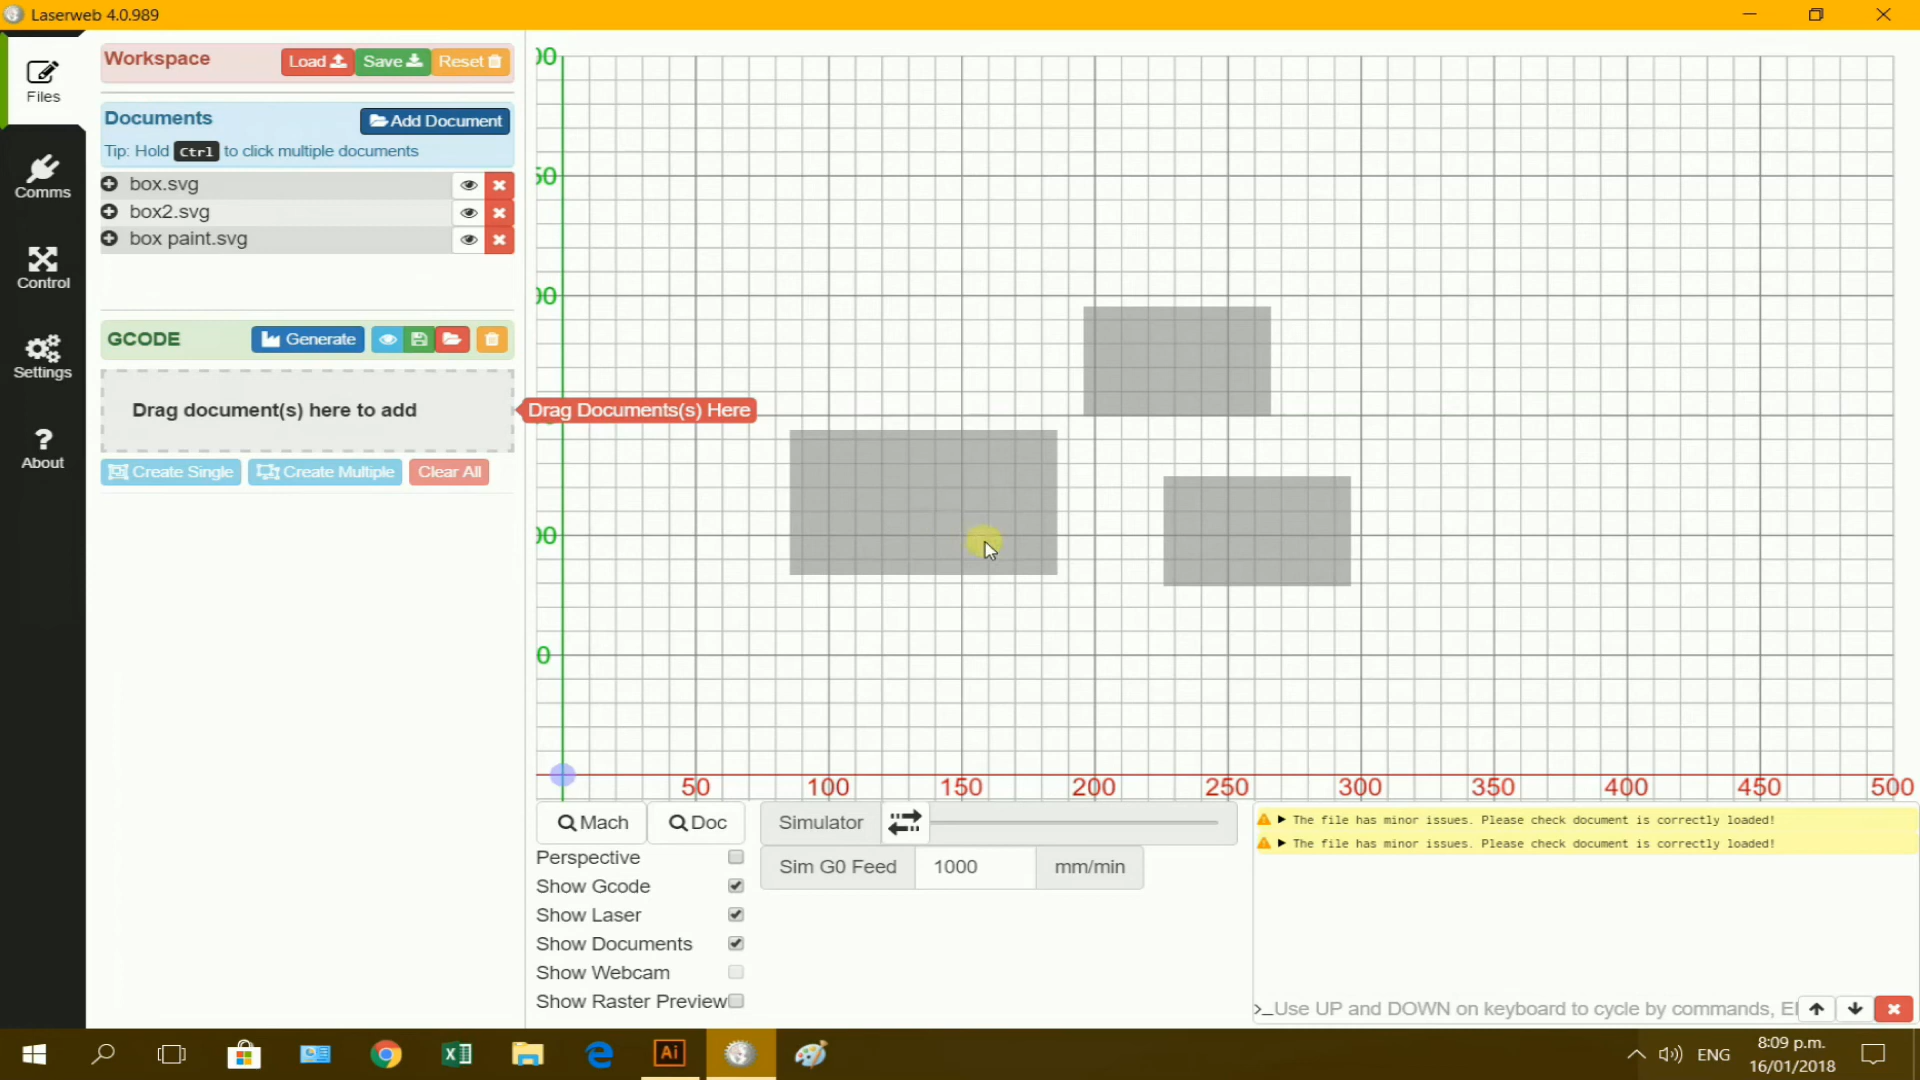 Laserweb 4.0.989
Files
Comms
Control
Settings
?
About
Workspace
Load
Save
Reset
Documents
Add Document
Tip: Hold Ctrl to click multiple documents
box.svg
box2.svg
box paint.svg
GCODE
Generate
Drag document(s) here to add
Drag Documents(s) Here
Create Single
Create Multiple
Clear All
00
50
00
00
0
50 100 150 200 250 300 350 400 450 500
Mach
Doc
Perspective
Show Gcode
Show Laser
Show Documents
Show Webcam
Show Raster Preview
Simulator
Sim G0 Feed 1000 mm/min
The file has minor issues. Please check document is correctly loaded!
The file has minor issues. Please check document is correctly loaded!
>_Use UP and DOWN on keyboard to cycle by commands, E
Ai
ENG
8:09 p.m.
16/01/2018